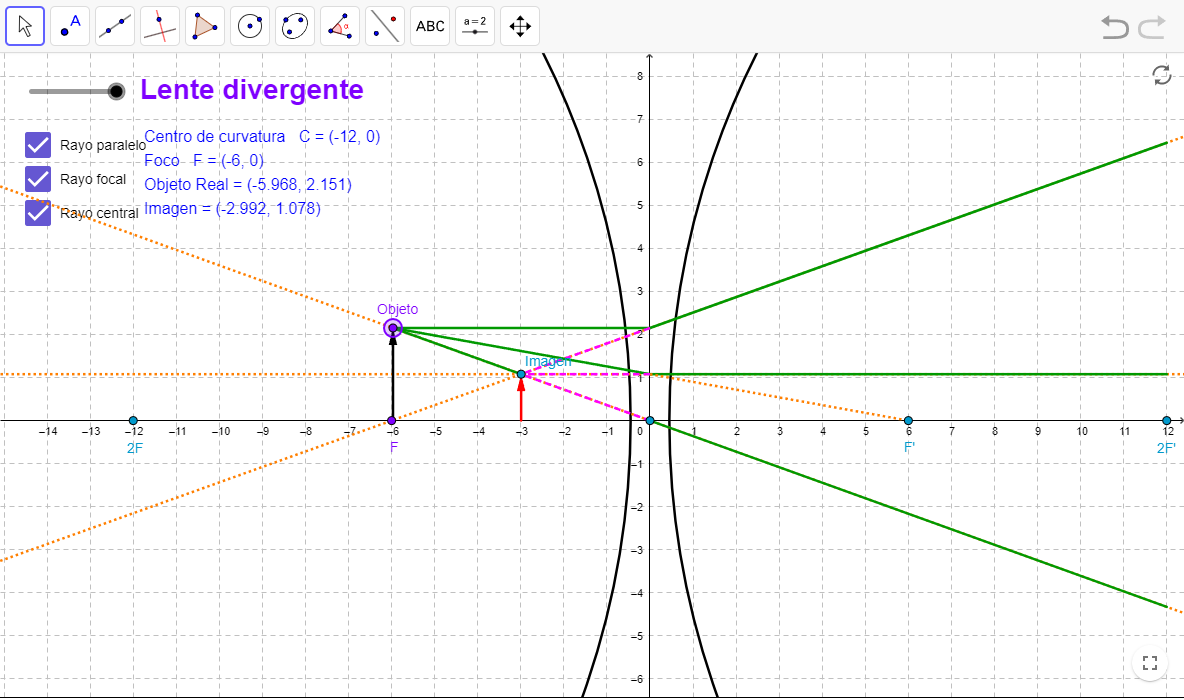 A
α
ABC
a = 2
Lente divergente
Rayo paralelo
Rayo focal
Rayo central
Centro de curvatura C = (-12, 0)
Foco F = (-6, 0)
Objeto Real = (-5.968, 2.151)
Imagen = (-2.992, 1.078)
8
7
6
5
4
3
2
1
Objeto
Imagen
−14 −13 −12 −11 −10 −9 −8 −7 −6 −5 −4 −3 −2 −1 0 1 2 3 4 5 6 7 8 9 10 11 12
2F F F' 2F'
−1
−2
−3
−4
−5
−6